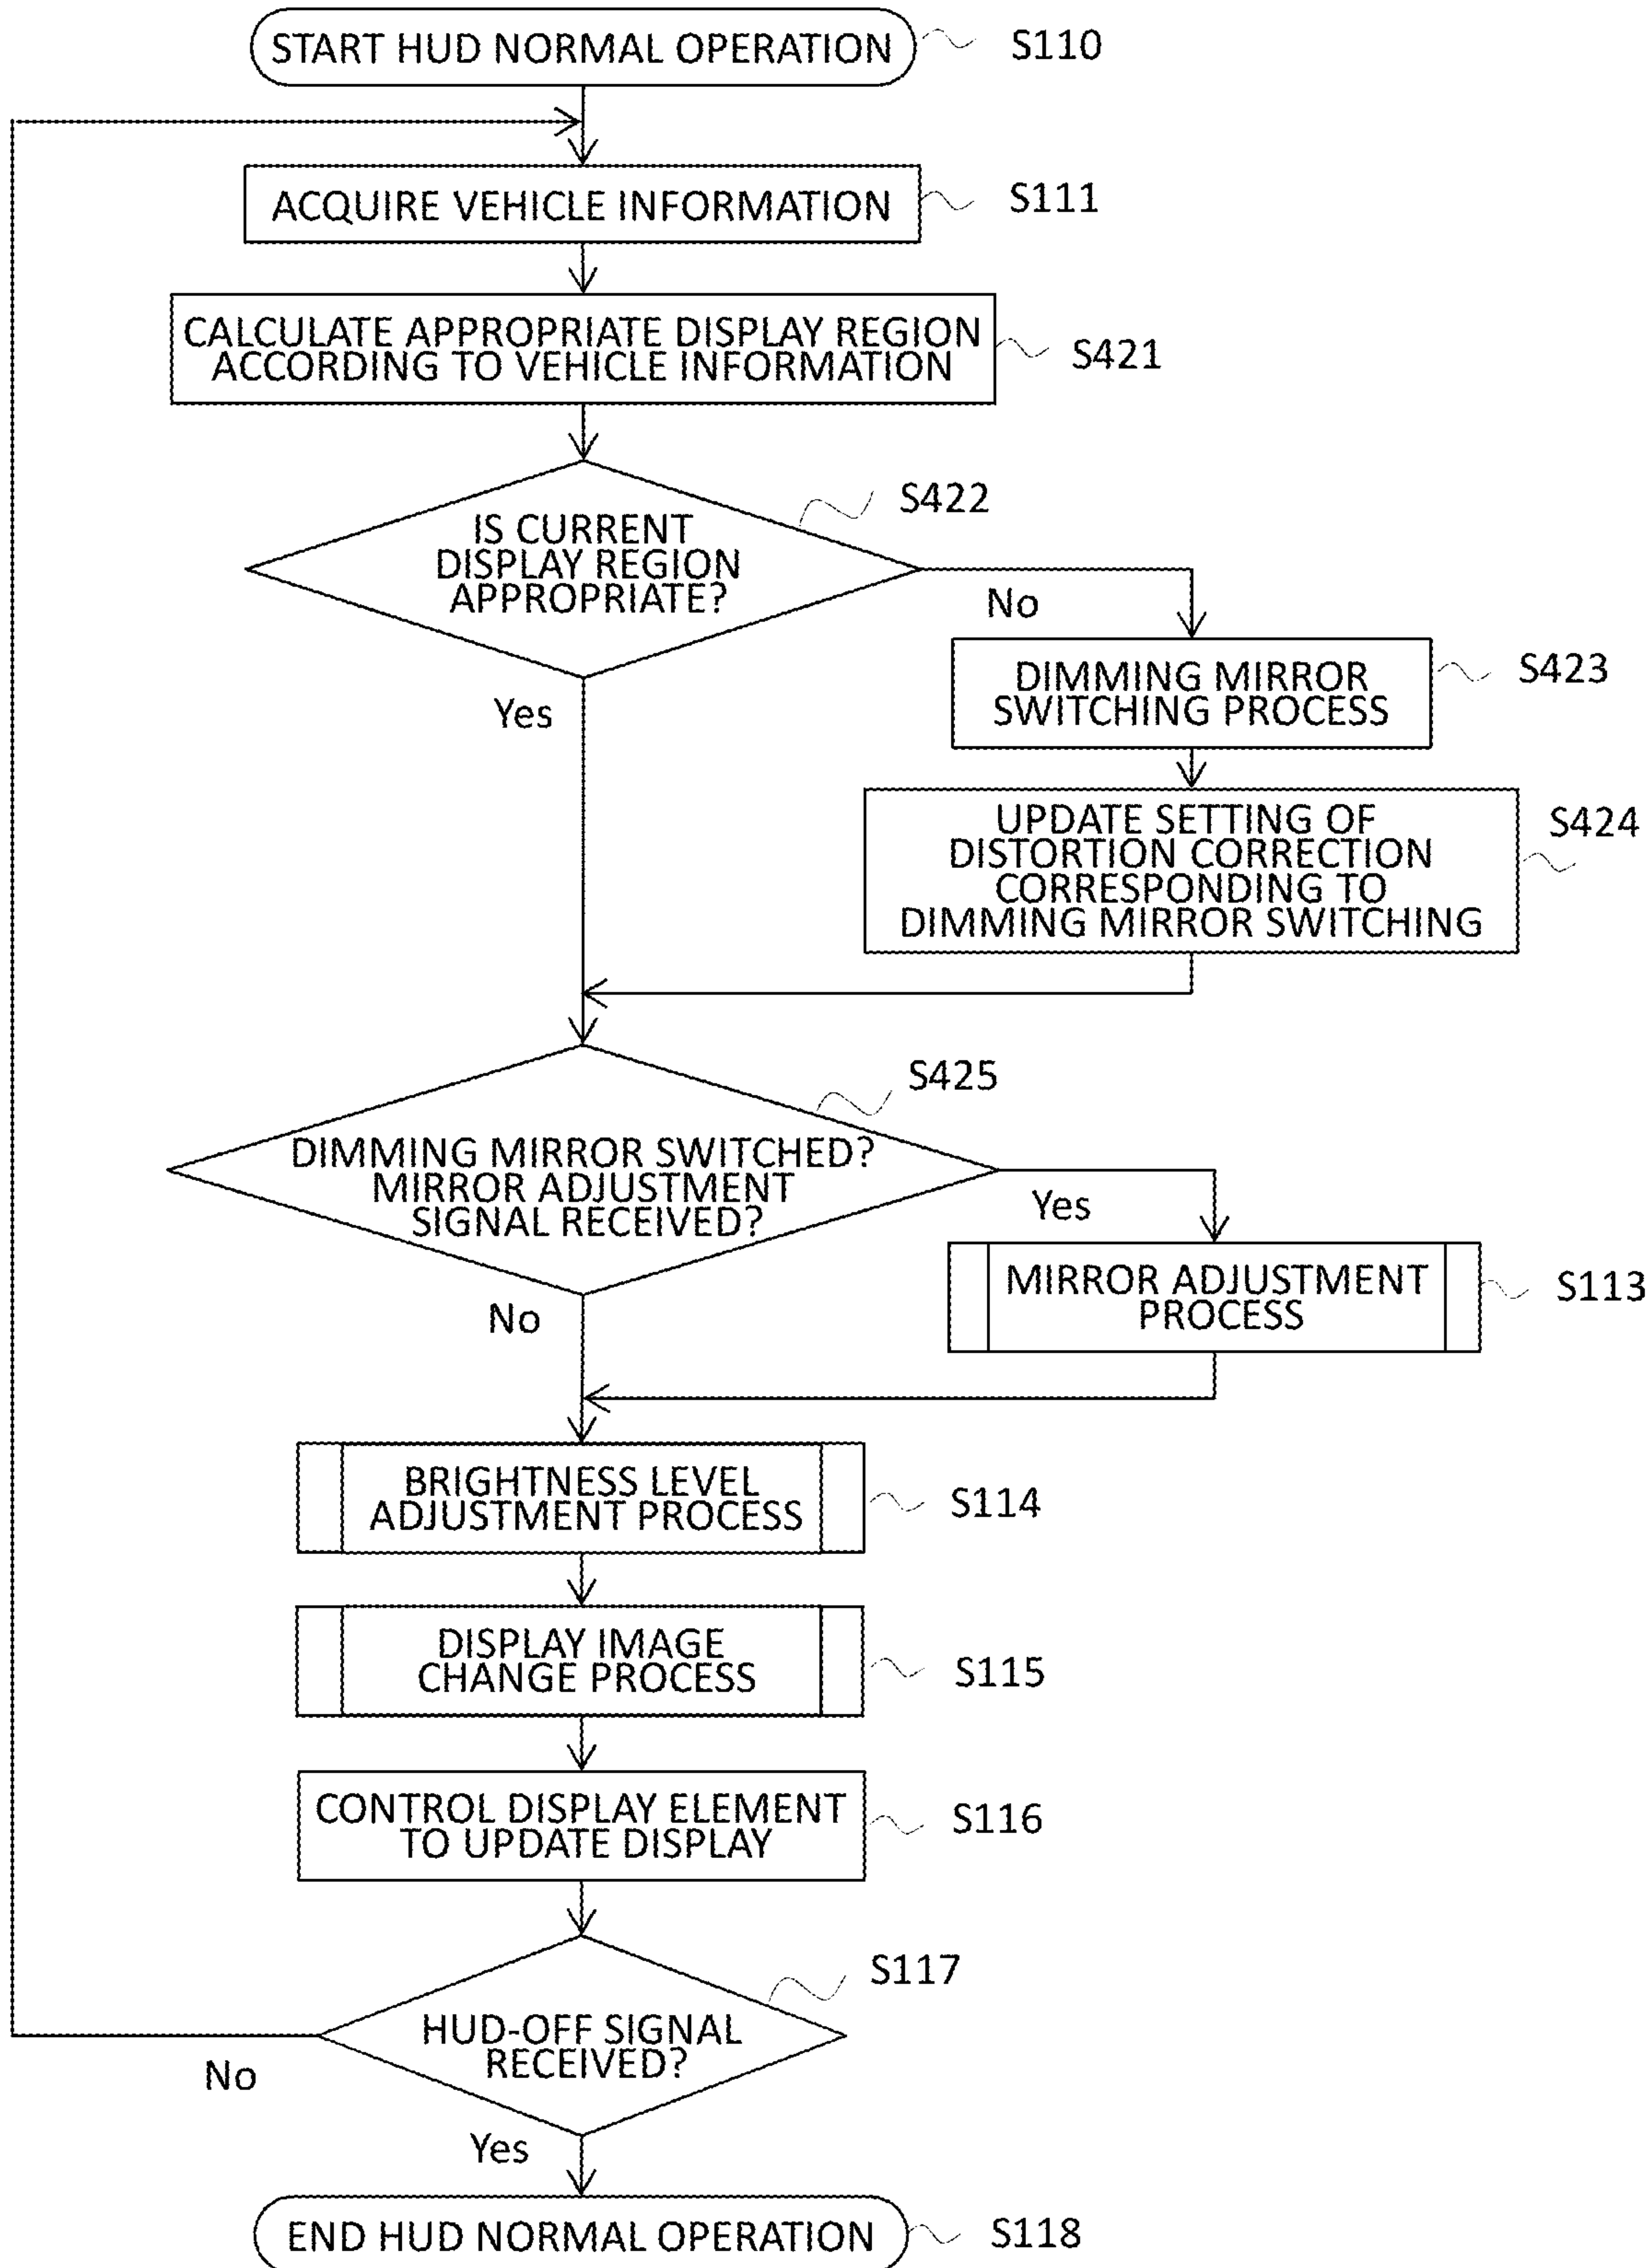 START HUD NORMAL OPERATION
S110
ACQUIRE VEHICLE INFORMATION
S111
CALCULATE APPROPRIATE DISPLAY REGION
ACCORDING TO VEHICLE INFORMATION
S421
IS CURRENT
DISPLAY REGION
APPROPRIATE?
S422
No
Yes
DIMMING MIRROR
SWITCHING PROCESS
S423
UPDATE SETTING OF
DISTORTION CORRECTION
CORRESPONDING TO
DIMMING MIRROR SWITCHING
S424
DIMMING MIRROR SWITCHED?
MIRROR ADJUSTMENT
SIGNAL RECEIVED?
S425
Yes
No
MIRROR ADJUSTMENT
PROCESS
S113
BRIGHTNESS LEVEL
ADJUSTMENT PROCESS
S114
DISPLAY IMAGE
CHANGE PROCESS
S115
CONTROL DISPLAY ELEMENT
TO UPDATE DISPLAY
S116
HUD-OFF SIGNAL
RECEIVED?
S117
No
Yes
END HUD NORMAL OPERATION
S118